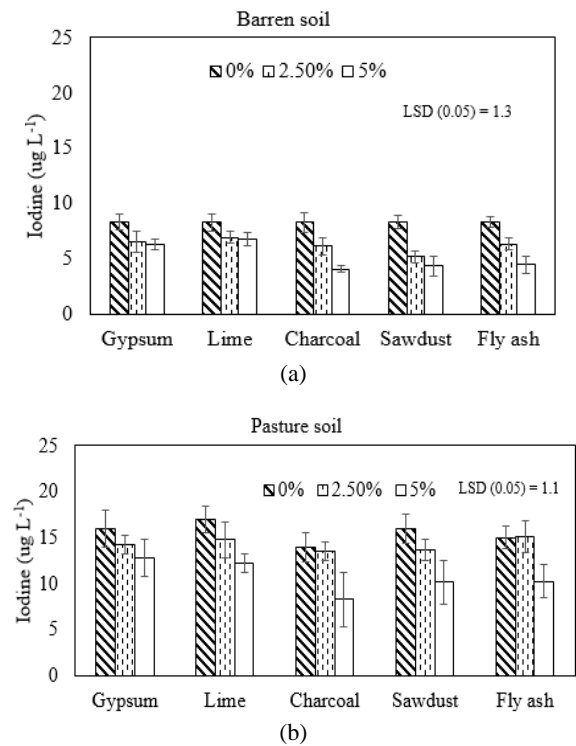 Barren soil
25
20
15
10
5
0
Iodine (ug L-1)
0% 2.50% 5%
LSD (0.05) = 1.3
Gypsum Lime Charcoal Sawdust Fly ash
(a)
Pasture soil
25
20
15
10
5
0
Iodine (ug L-1)
0% 2.50% 5% LSD (0.05) = 1.1
Gypsum Lime Charcoal Sawdust Fly ash
(b)